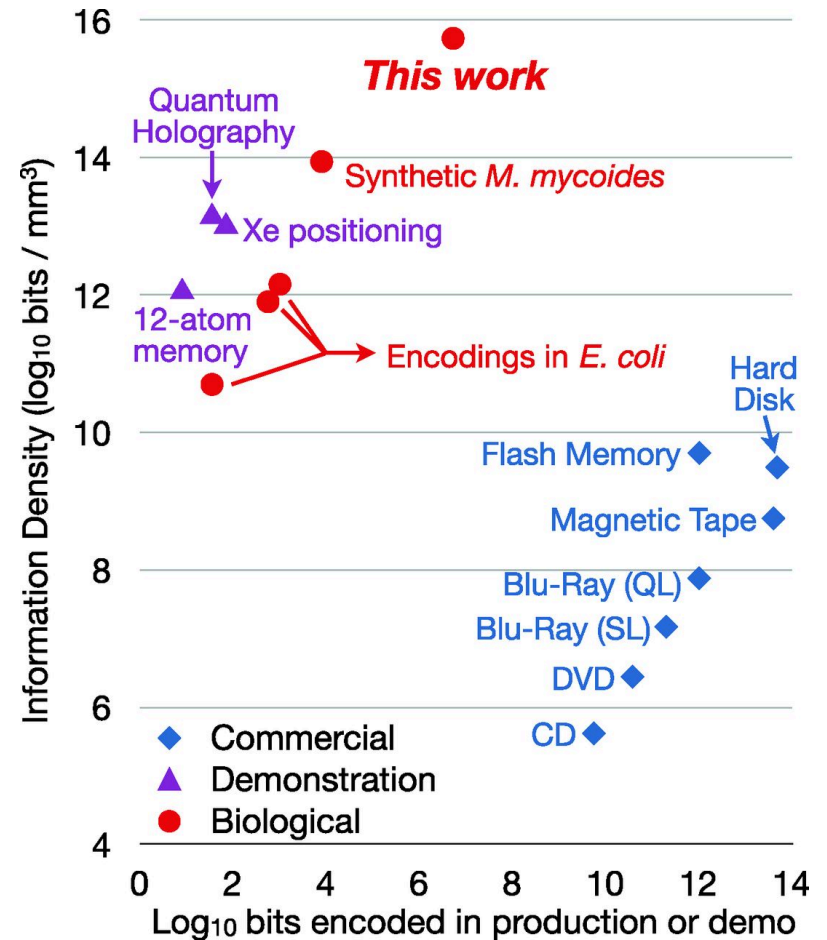 16
This work
Quantum
Holography
14
Synthetic M. mycoides
Xe positioning
12
12-atom
memory
Encodings in E. coli
Hard
Disk
10
Flash Memory
Magnetic Tape
8
Blu-Ray (QL)
Blu-Ray (SL)
DVD
6
CD
Commercial
Demonstration
Biological
4
0 2 4 6 8 10 12 14
Log₁₀ bits encoded in production or demo
Information Density (log₁₀ bits / mm³)